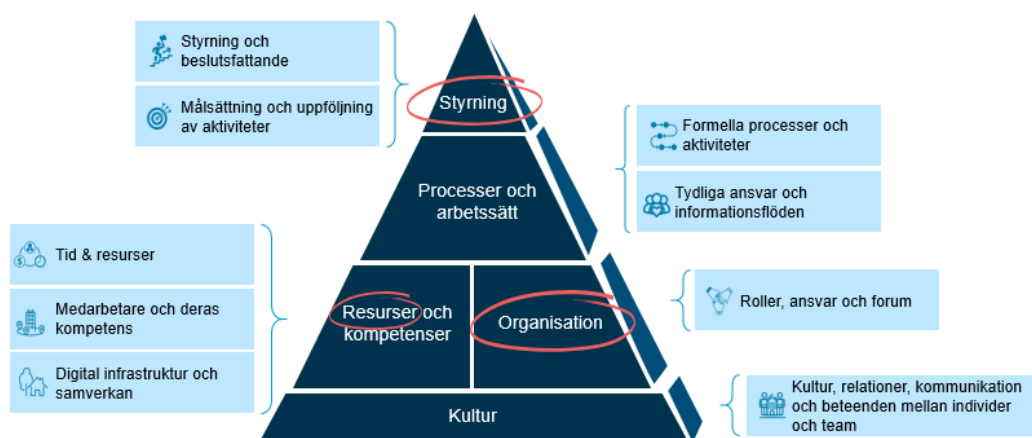 Styrning och
beslutsfattande
Målsättning och uppföljning
av aktiviteter
Styrning
Formella processer och
aktiviteter
Tydliga ansvar och
informationsflöden
Processer och
arbetssätt
Tid & resurser
Medarbetare och deras
kompetens
Digital infrastruktur och
samverkan
Resurser och
kompetenser
Organisation
Roller, ansvar och forum
Kultur
Kultur, relationer, kommunikation
och beteenden mellan individer
och team